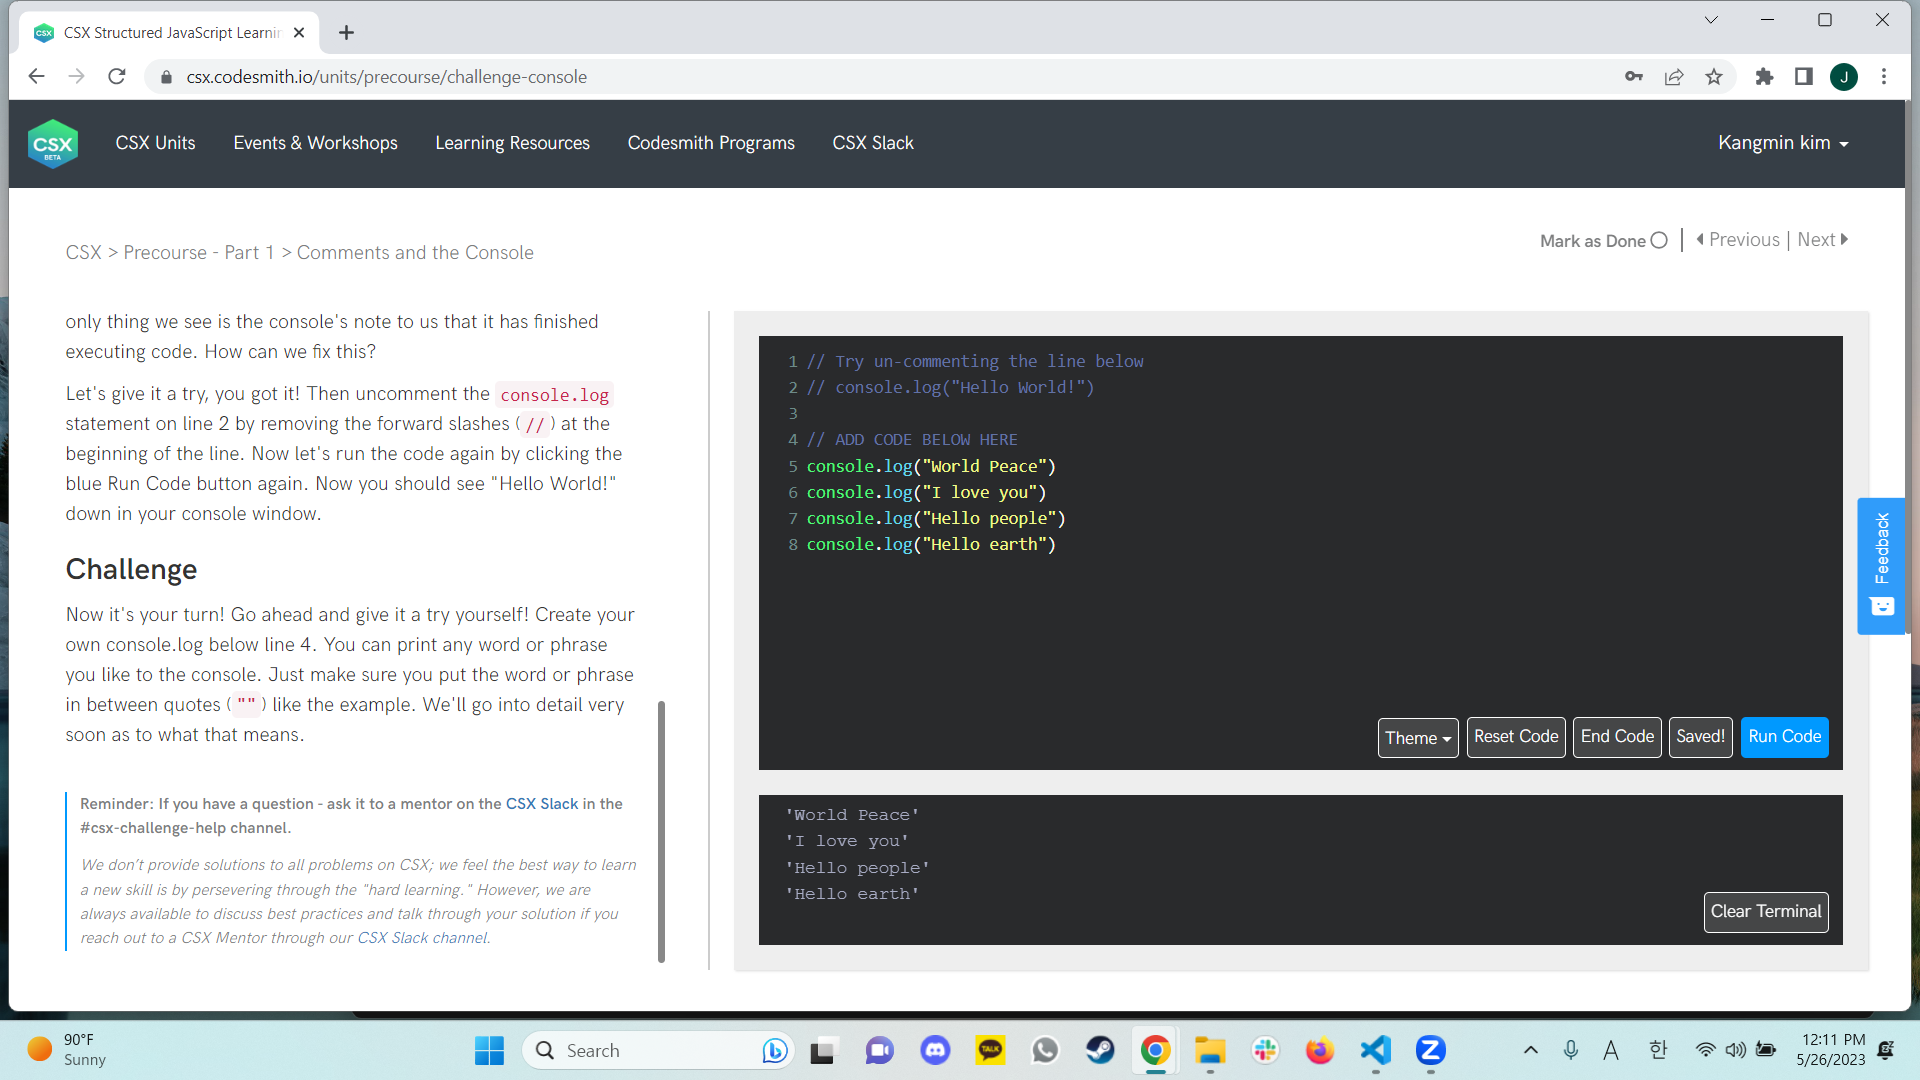 CSX
CSX Structured JavaScript Learnin
csx.codesmith.io/units/precourse/challenge-console
J
CSX
BETA
CSX Units
Events & Workshops
Learning Resources
Codesmith Programs
CSX Slack
Kangmin kim
CSX > Precourse - Part 1 > Comments and the Console
Mark as Done
Previous | Next
only thing we see is the console's note to us that it has finished
executing code. How can we fix this?
Let's give it a try, you got it! Then uncomment the console.log
statement on line 2 by removing the forward slashes ( // ) at the
beginning of the line. Now let's run the code again by clicking the
blue Run Code button again. Now you should see "Hello World!"
down in your console window.
Challenge
Now it's your turn! Go ahead and give it a try yourself! Create your
own console.log below line 4. You can print any word or phrase
you like to the console. Just make sure you put the word or phrase
in between quotes ( "" ) like the example. We'll go into detail very
soon as to what that means.
Reminder: If you have a question - ask it to a mentor on the CSX Slack in the
#csx-challenge-help channel.
We don't provide solutions to all problems on CSX; we feel the best way to learn
a new skill is by persevering through the "hard learning." However, we are
always available to discuss best practices and talk through your solution if you
reach out to a CSX Mentor through our CSX Slack channel.
1 // Try un-commenting the line below
2 // console.log("Hello World!")
3
4 // ADD CODE BELOW HERE
5 console.log("World Peace")
6 console.log("I love you")
7 console.log("Hello people")
8 console.log("Hello earth")
Theme
Reset Code
End Code
Saved!
Run Code
'World Peace'
'I love you'
'Hello people'
'Hello earth'
Clear Terminal
Feedback
90°F
Sunny
Search
TALK
Z
A
한
12:11 PM
5/26/2023